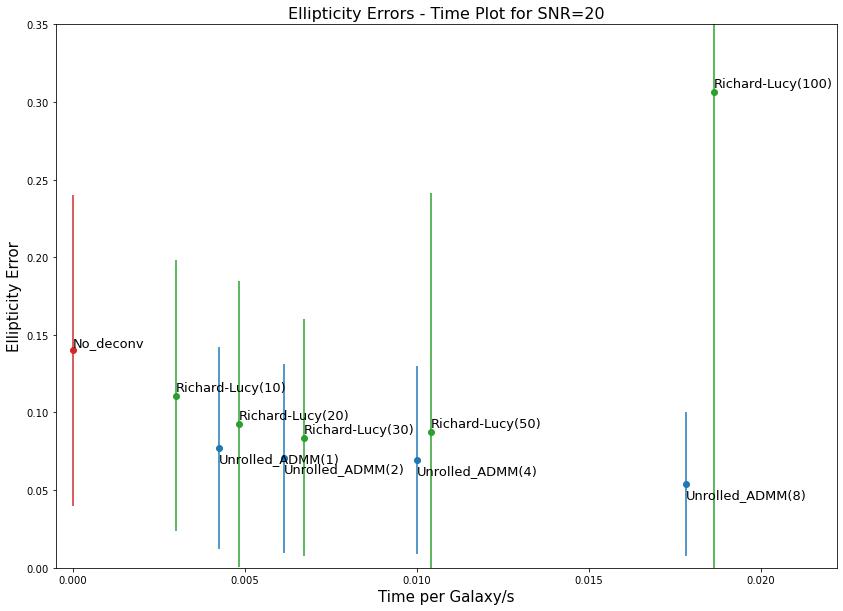 Ellipticity Errors - Time Plot for SNR=20
Ellipticity Error
0.35
0.30
0.25
0.20
0.15
0.10
0.05
0.00
Richard-Lucy(100)
No_deconv
Richard-Lucy(10)
Richard-Lucy(20)
Richard-Lucy(50)
Richard-Lucy(30)
Unrolled_ADMM(1)
Unrolled_ADMM(2)
Unrolled_ADMM(4)
Unrolled_ADMM(8)
0.000
0.005
0.010
0.015
0.020
Time per Galaxy/s